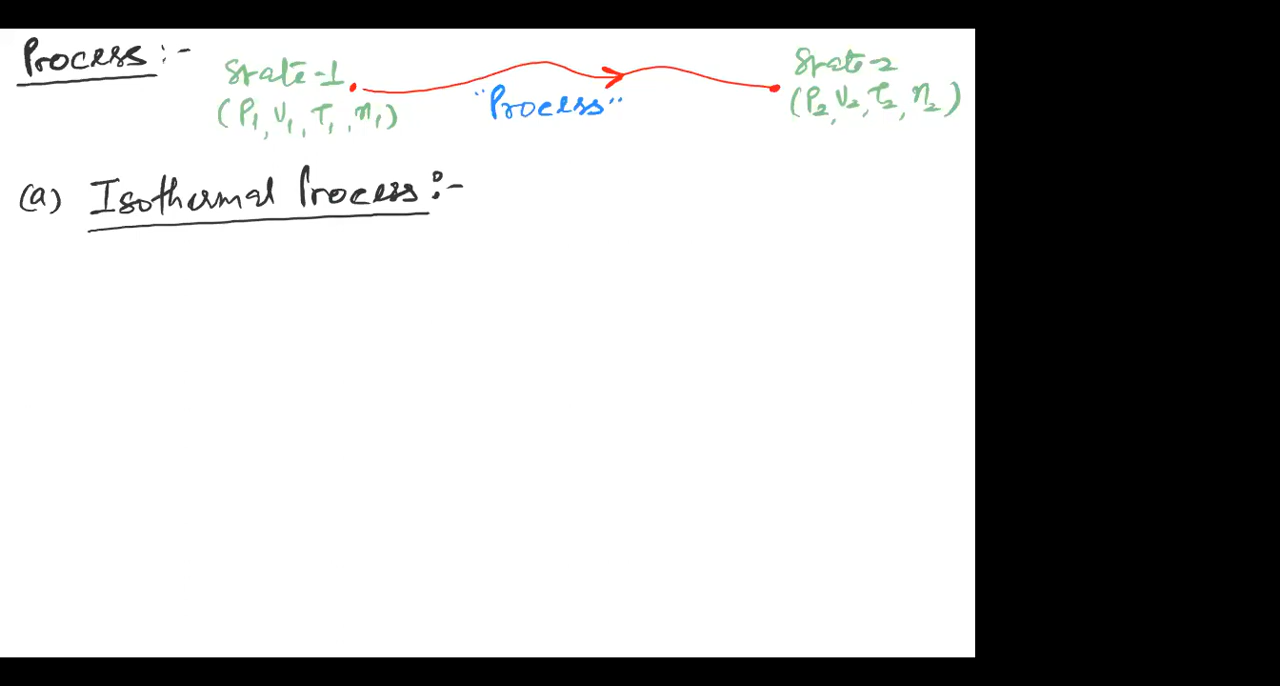 Process :-
State-1
State-2
"Process"
(P₁, V₁, T₁, n₁)
(P₂, V₂, T₂, n₂)
(a) Isothermal Process :-